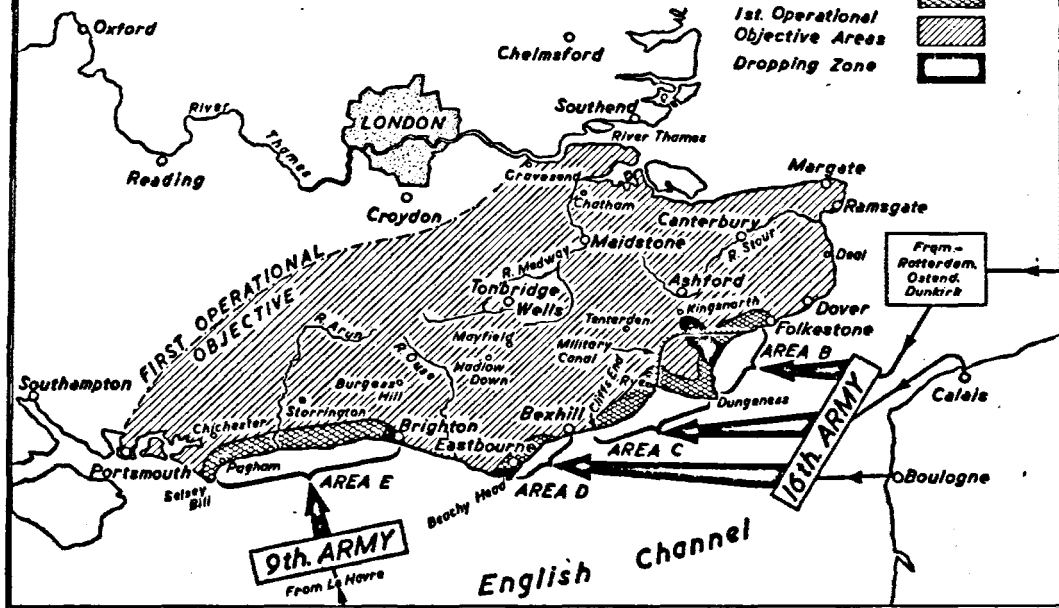 1st. Operational
Objective Areas
Dropping Zone
Oxford
Chelmsford
Southend
River Thames
River
Thames
LONDON
Reading
Croydon
Gravesend
Chatham
Margate
Ramsgate
Canterbury
R. Stour
Deal
Maidstone
R. Medway
Ashford
Kingsnorth
Tonbridge
Wells
Tenterden
Dover
Folkestone
From-
Rotterdam.
Ostend.
Dunkirk
FIRST OPERATIONAL
OBJECTIVE
R. Arun
Mayfield
Hadlow
Down
R. Ouse
Military
Canal
AREA B
Burgess
Hill
Cliffs End
Rye
Dungeness
Calais
Southampton
Storrington
Chichester
Brighton
Bexhill
Eastbourne
AREA C
16th. ARMY
Portsmouth
Pagham
Selsey
Bill
AREA E
Beachy Head
AREA D
Boulogne
9th. ARMY
From Le Havre
English Channel